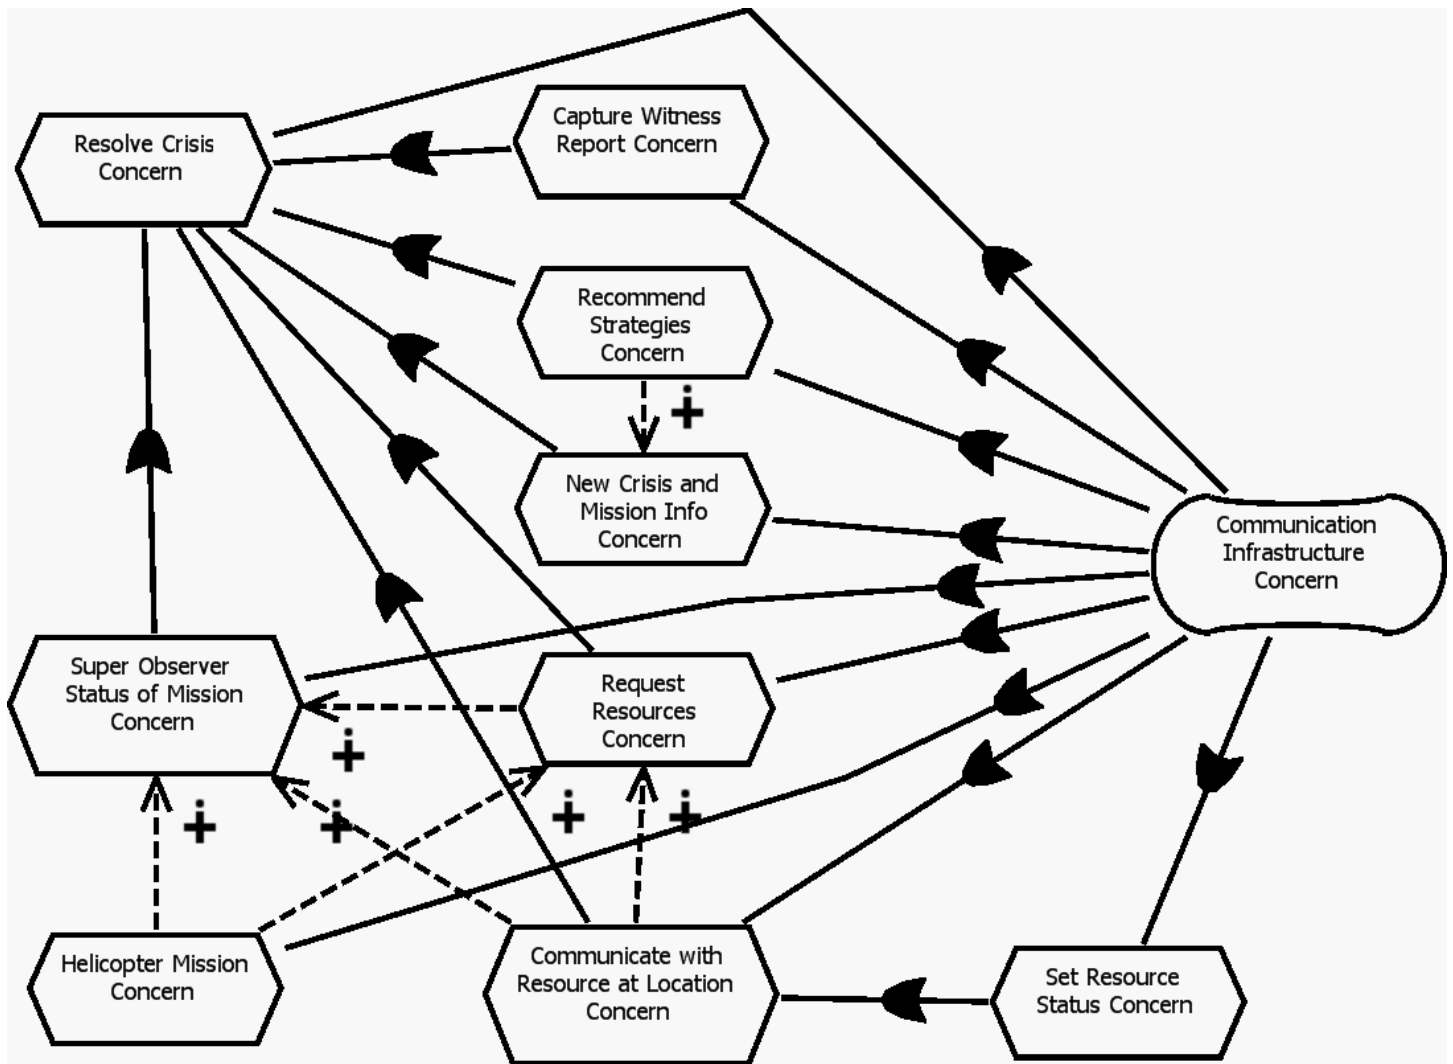 Capture Witness
Report Concern
Resolve Crisis
Concern
Recommend
Strategies
Concern
New Crisis and
Mission Info
Concern
Communication
Infrastructure
Concern
Super Observer
Status of Mission
Concern
Request
Resources
Concern
Helicopter Mission
Concern
Communicate with
Resource at Location
Concern
Set Resource
Status Concern